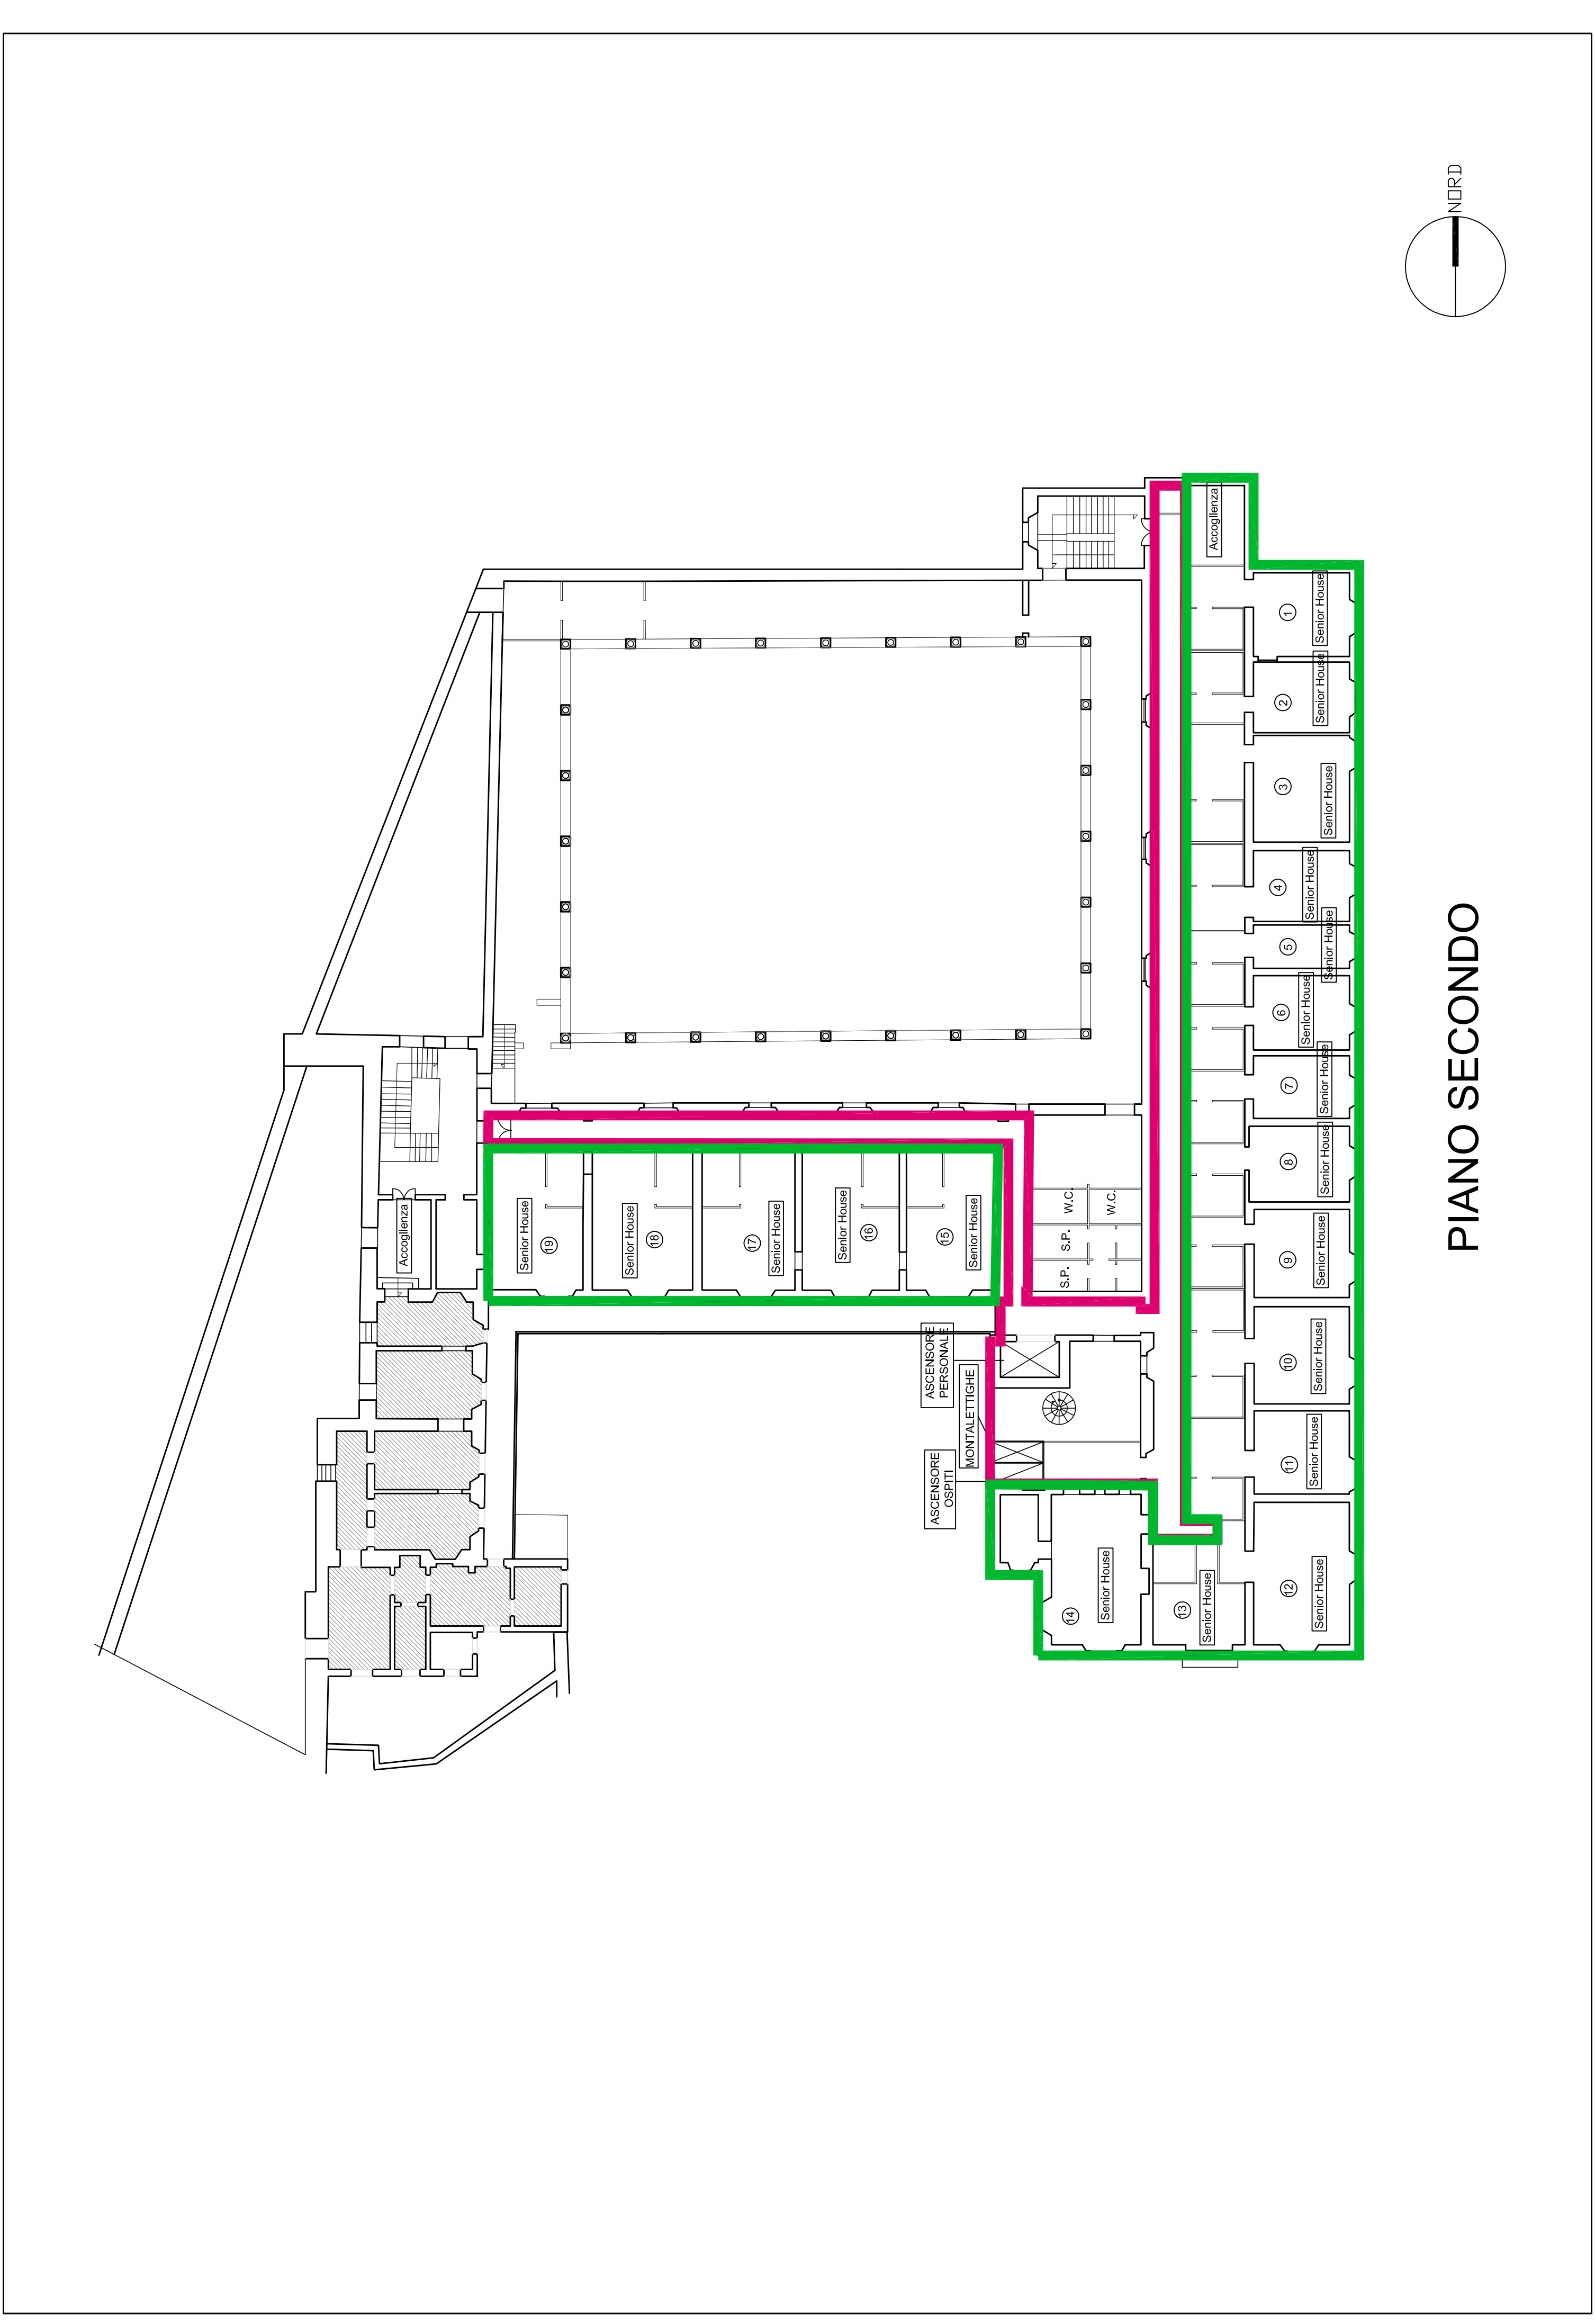 NORD
Accoglienza
1
Senior House
2
Senior House
3
Senior House
4
Senior House
5
Senior House
6
Senior House
7
Senior House
8
Senior House
9
Senior House
10
Senior House
11
Senior House
12
Senior House
13
Senior House
14
Senior House
15
Senior House
16
Senior House
17
Senior House
18
Senior House
19
Senior House
Accoglienza
W.C.
W.C.
S.P.
S.P.
ASCENSORE
PERSONALE
MONTALETTIGHE
ASCENSORE
OSPITI
PIANO SECONDO